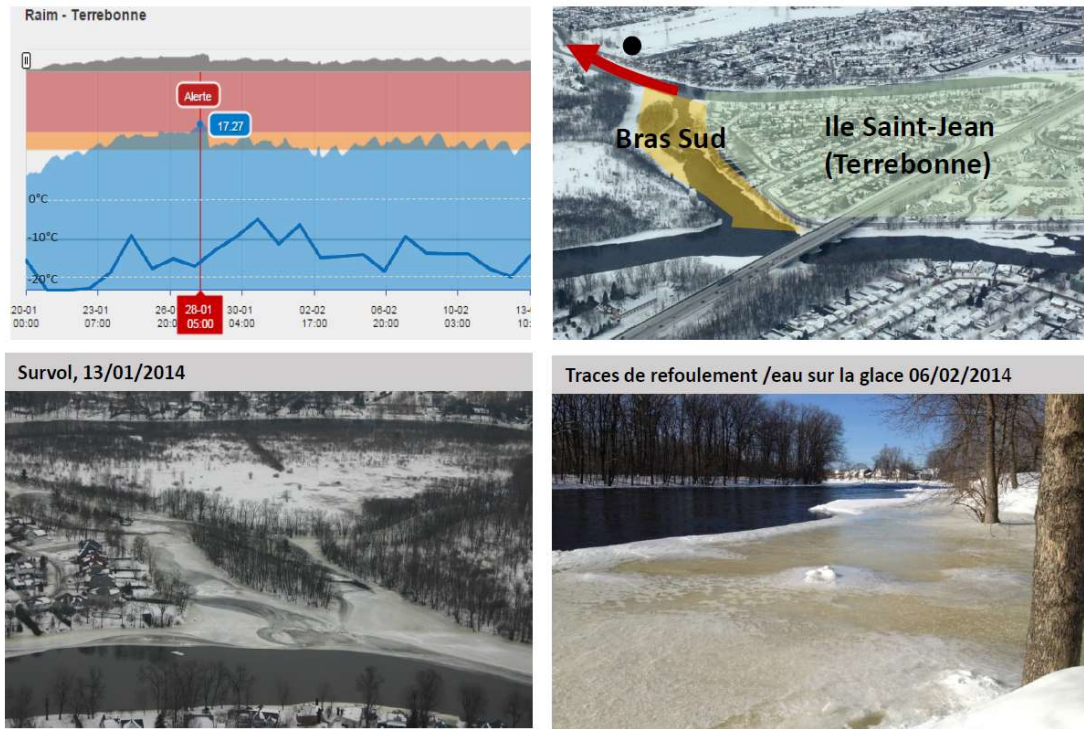 Raim - Terrebonne
Alerte
17.27
0°C
-10°C
-20°C
20-01
00:00
23-01
07:00
26-0
20:0
28-01
05:00
30-01
04:00
02-02
17:00
06-02
20:00
10-02
03:00
13-
10:
Bras Sud
Ile Saint-Jean
(Terrebonne)
Survol, 13/01/2014
Traces de refoulement /eau sur la glace 06/02/2014